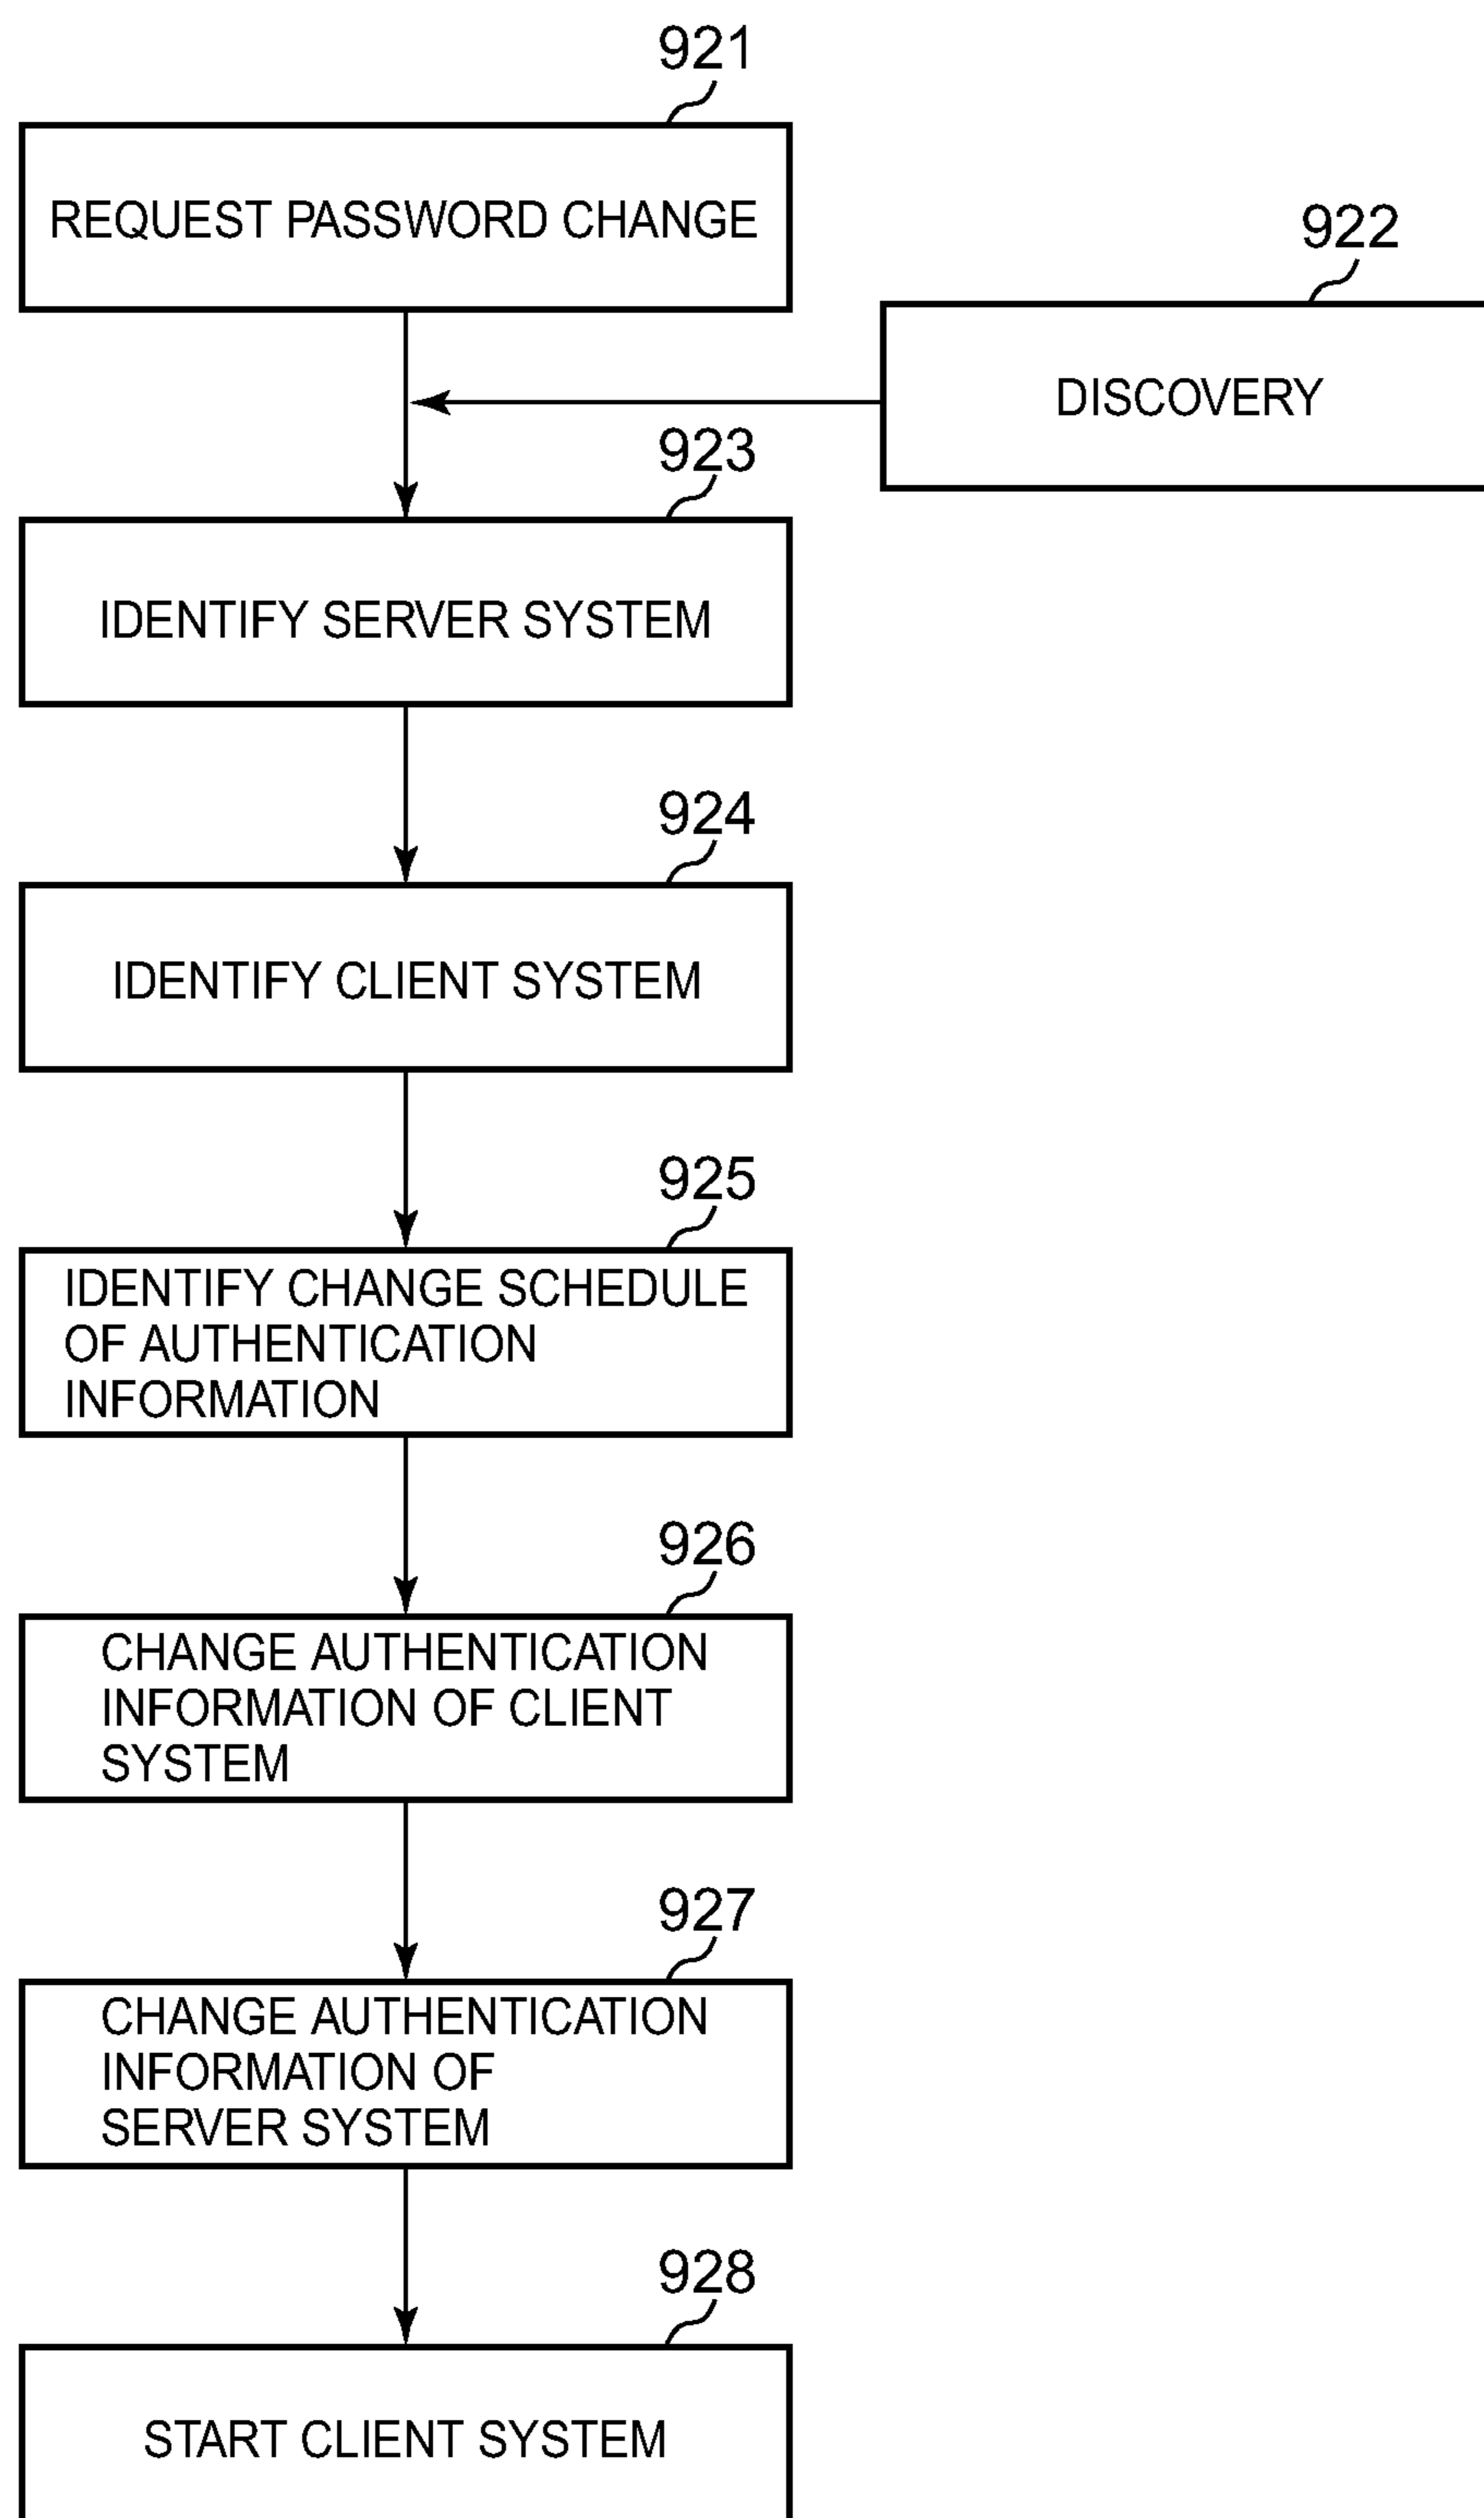 921
REQUEST PASSWORD CHANGE
922
DISCOVERY
923
IDENTIFY SERVER SYSTEM
924
IDENTIFY CLIENT SYSTEM
925
IDENTIFY CHANGE SCHEDULE
OF AUTHENTICATION
INFORMATION
926
CHANGE AUTHENTICATION
INFORMATION OF CLIENT
SYSTEM
927
CHANGE AUTHENTICATION
INFORMATION OF
SERVER SYSTEM
928
START CLIENT SYSTEM